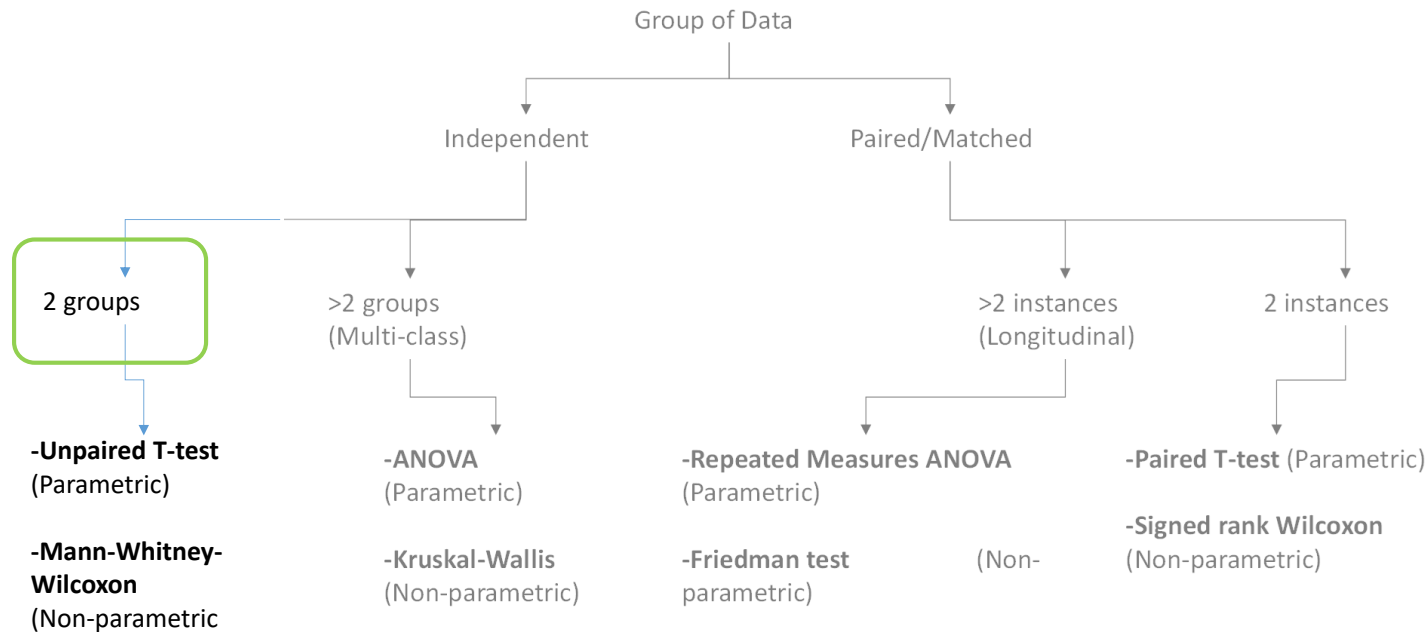 Group of Data
Independent
Paired/Matched
2 groups
>2 groups
(Multi-class)
>2 instances
(Longitudinal)
2 instances
-Unpaired T-test
(Parametric)
-Mann-Whitney-
Wilcoxon
(Non-parametric
-ANOVA
(Parametric)
-Kruskal-Wallis
(Non-parametric)
-Repeated Measures ANOVA
(Parametric)
-Friedman test (Non-
parametric)
-Paired T-test (Parametric)
-Signed rank Wilcoxon
(Non-parametric)